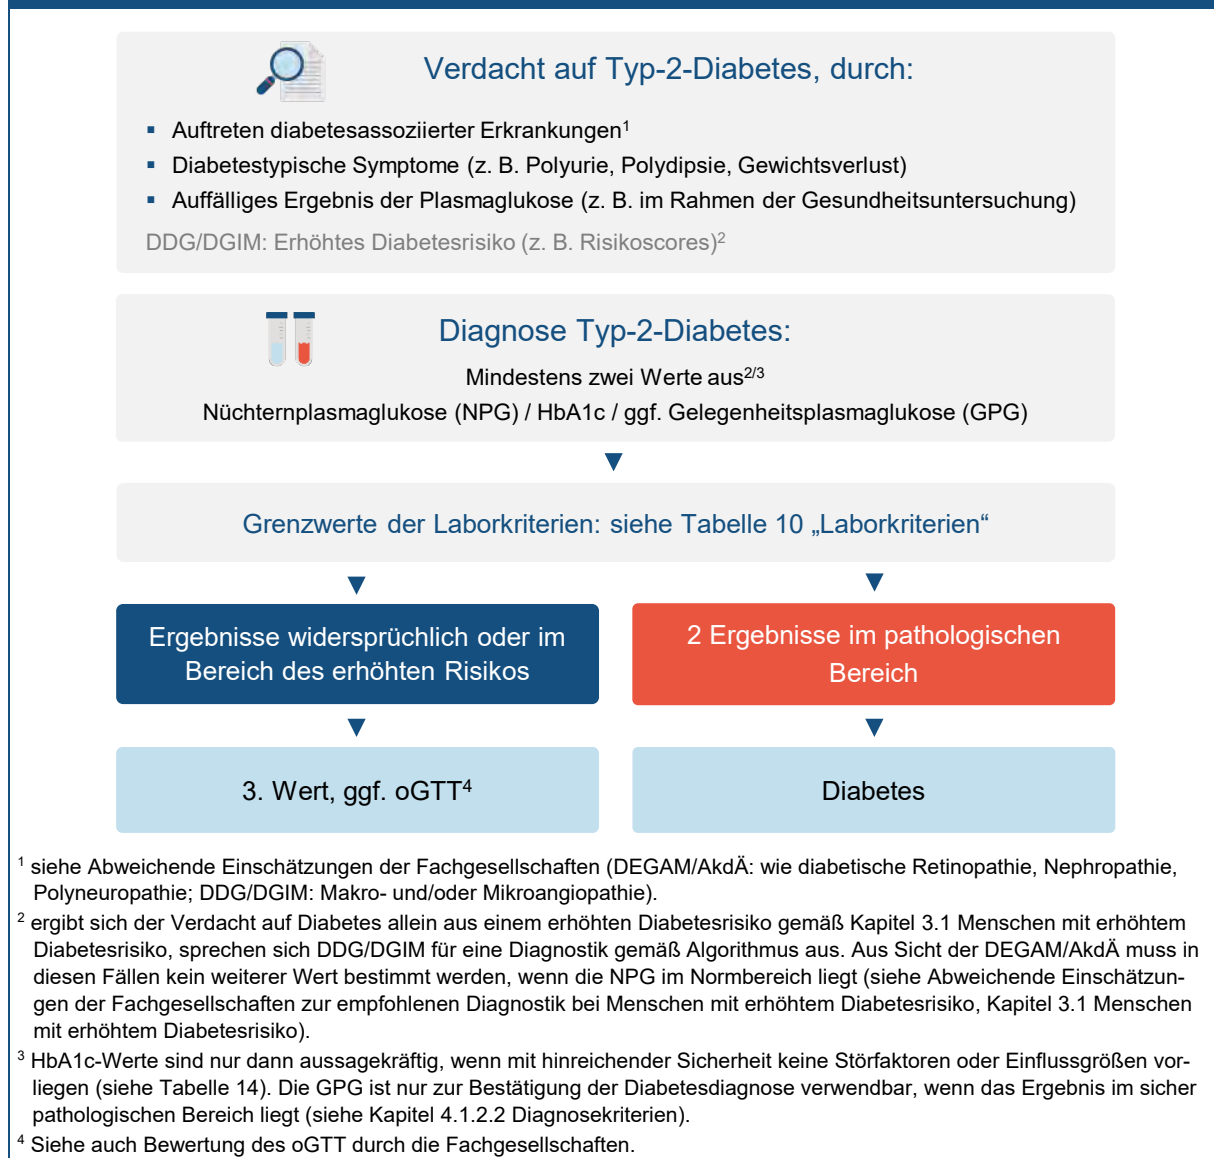 Verdacht auf Typ-2-Diabetes, durch:
▪ Auftreten diabetesassoziierter Erkrankungen¹
▪ Diabetestypische Symptome (z. B. Polyurie, Polydipsie, Gewichtsverlust)
▪ Auffälliges Ergebnis der Plasmaglukose (z. B. im Rahmen der Gesundheitsuntersuchung)
DDG/DGIM: Erhöhtes Diabetesrisiko (z. B. Risikoscores)²
Diagnose Typ-2-Diabetes:
Mindestens zwei Werte aus²/³
Nüchternplasmaglukose (NPG) / HbA1c / ggf. Gelegenheitsplasmaglukose (GPG)
Grenzwerte der Laborkriterien: siehe Tabelle 10 „Laborkriterien“
Ergebnisse widersprüchlich oder im
Bereich des erhöhten Risikos
2 Ergebnisse im pathologischen
Bereich
3. Wert, ggf. oGTT⁴
Diabetes
¹ siehe Abweichende Einschätzungen der Fachgesellschaften (DEGAM/AkdÄ: wie diabetische Retinopathie, Nephropathie,
Polyneuropathie; DDG/DGIM: Makro- und/oder Mikroangiopathie).
² ergibt sich der Verdacht auf Diabetes allein aus einem erhöhten Diabetesrisiko gemäß Kapitel 3.1 Menschen mit erhöhtem
Diabetesrisiko, sprechen sich DDG/DGIM für eine Diagnostik gemäß Algorithmus aus. Aus Sicht der DEGAM/AkdÄ muss in
diesen Fällen kein weiterer Wert bestimmt werden, wenn die NPG im Normbereich liegt (siehe Abweichende Einschätzun-
gen der Fachgesellschaften zur empfohlenen Diagnostik bei Menschen mit erhöhtem Diabetesrisiko, Kapitel 3.1 Menschen
mit erhöhtem Diabetesrisiko).
³ HbA1c-Werte sind nur dann aussagekräftig, wenn mit hinreichender Sicherheit keine Störfaktoren oder Einflussgrößen vor-
liegen (siehe Tabelle 14). Die GPG ist nur zur Bestätigung der Diabetesdiagnose verwendbar, wenn das Ergebnis im sicher
pathologischen Bereich liegt (siehe Kapitel 4.1.2.2 Diagnosekriterien).
⁴ Siehe auch Bewertung des oGTT durch die Fachgesellschaften.